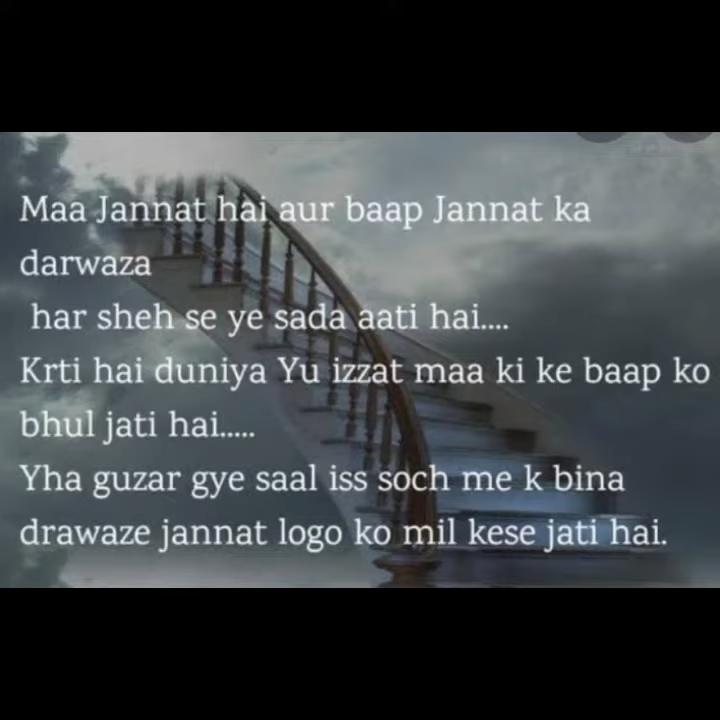 Maa Jannat hai aur baap Jannat ka
darwaza
har sheh se ye sada aati hai....
Krti hai duniya Yu izzat maa ki ke baap ko
bhul jati hai.....
Yha guzar gye saal iss soch me k bina
drawaze jannat logo ko mil kese jati hai.